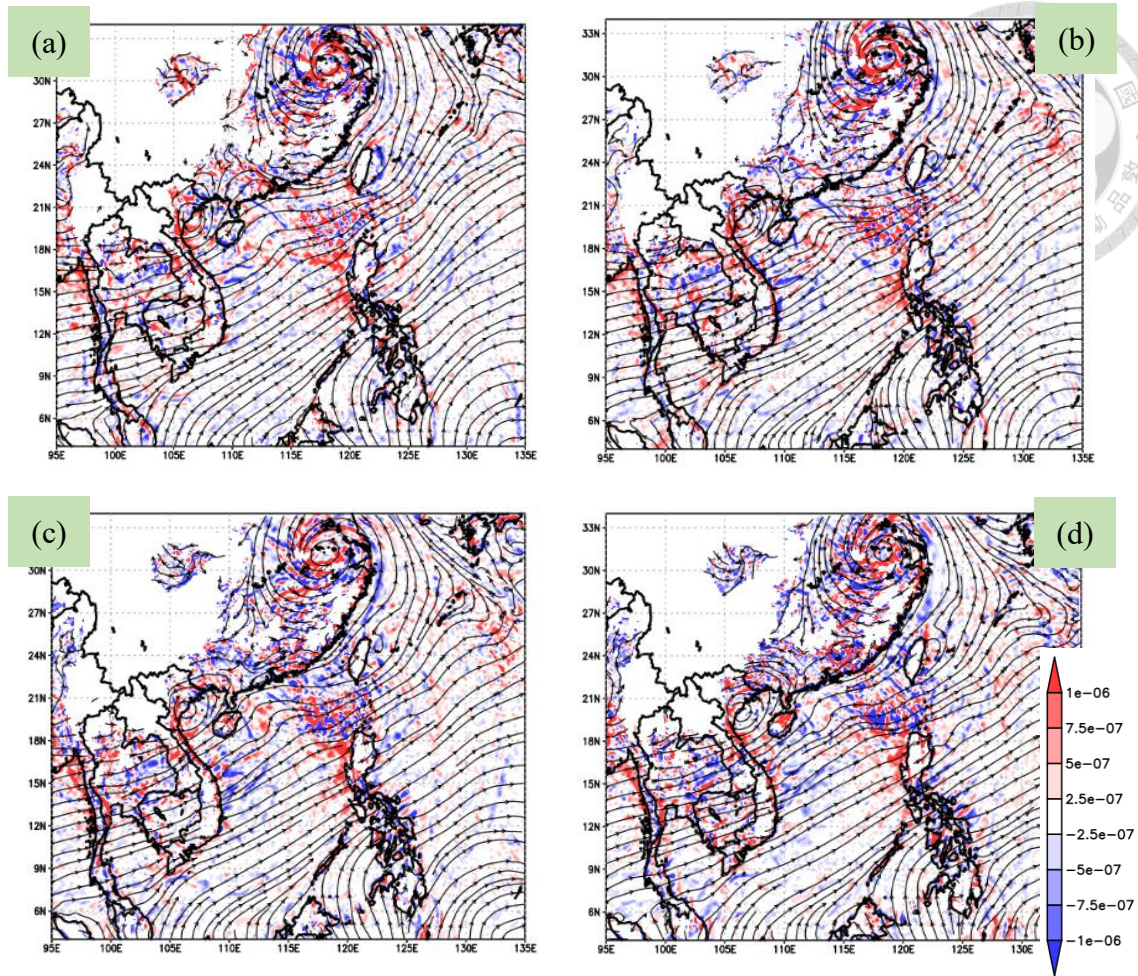 (a)
30N
27N
24N
21N
18N
15N
12N
9N
6N
95E 100E 105E 110E 115E 120E 125E 130E 135E
(b)
33N
30N
27N
24N
21N
18N
15N
12N
9N
6N
95E 100E 105E 110E 115E 120E 125E 130E 135E
(c)
30N
27N
24N
21N
18N
15N
12N
9N
6N
95E 100E 105E 110E 115E 120E 125E 130E 135E
(d)
33N
30N
27N
24N
21N
18N
15N
12N
9N
6N
95E 100E 105E 110E 115E 120E 125E
1e-06
7.5e-07
5e-07
2.5e-07
-2.5e-07
-5e-07
-7.5e-07
-1e-06
國